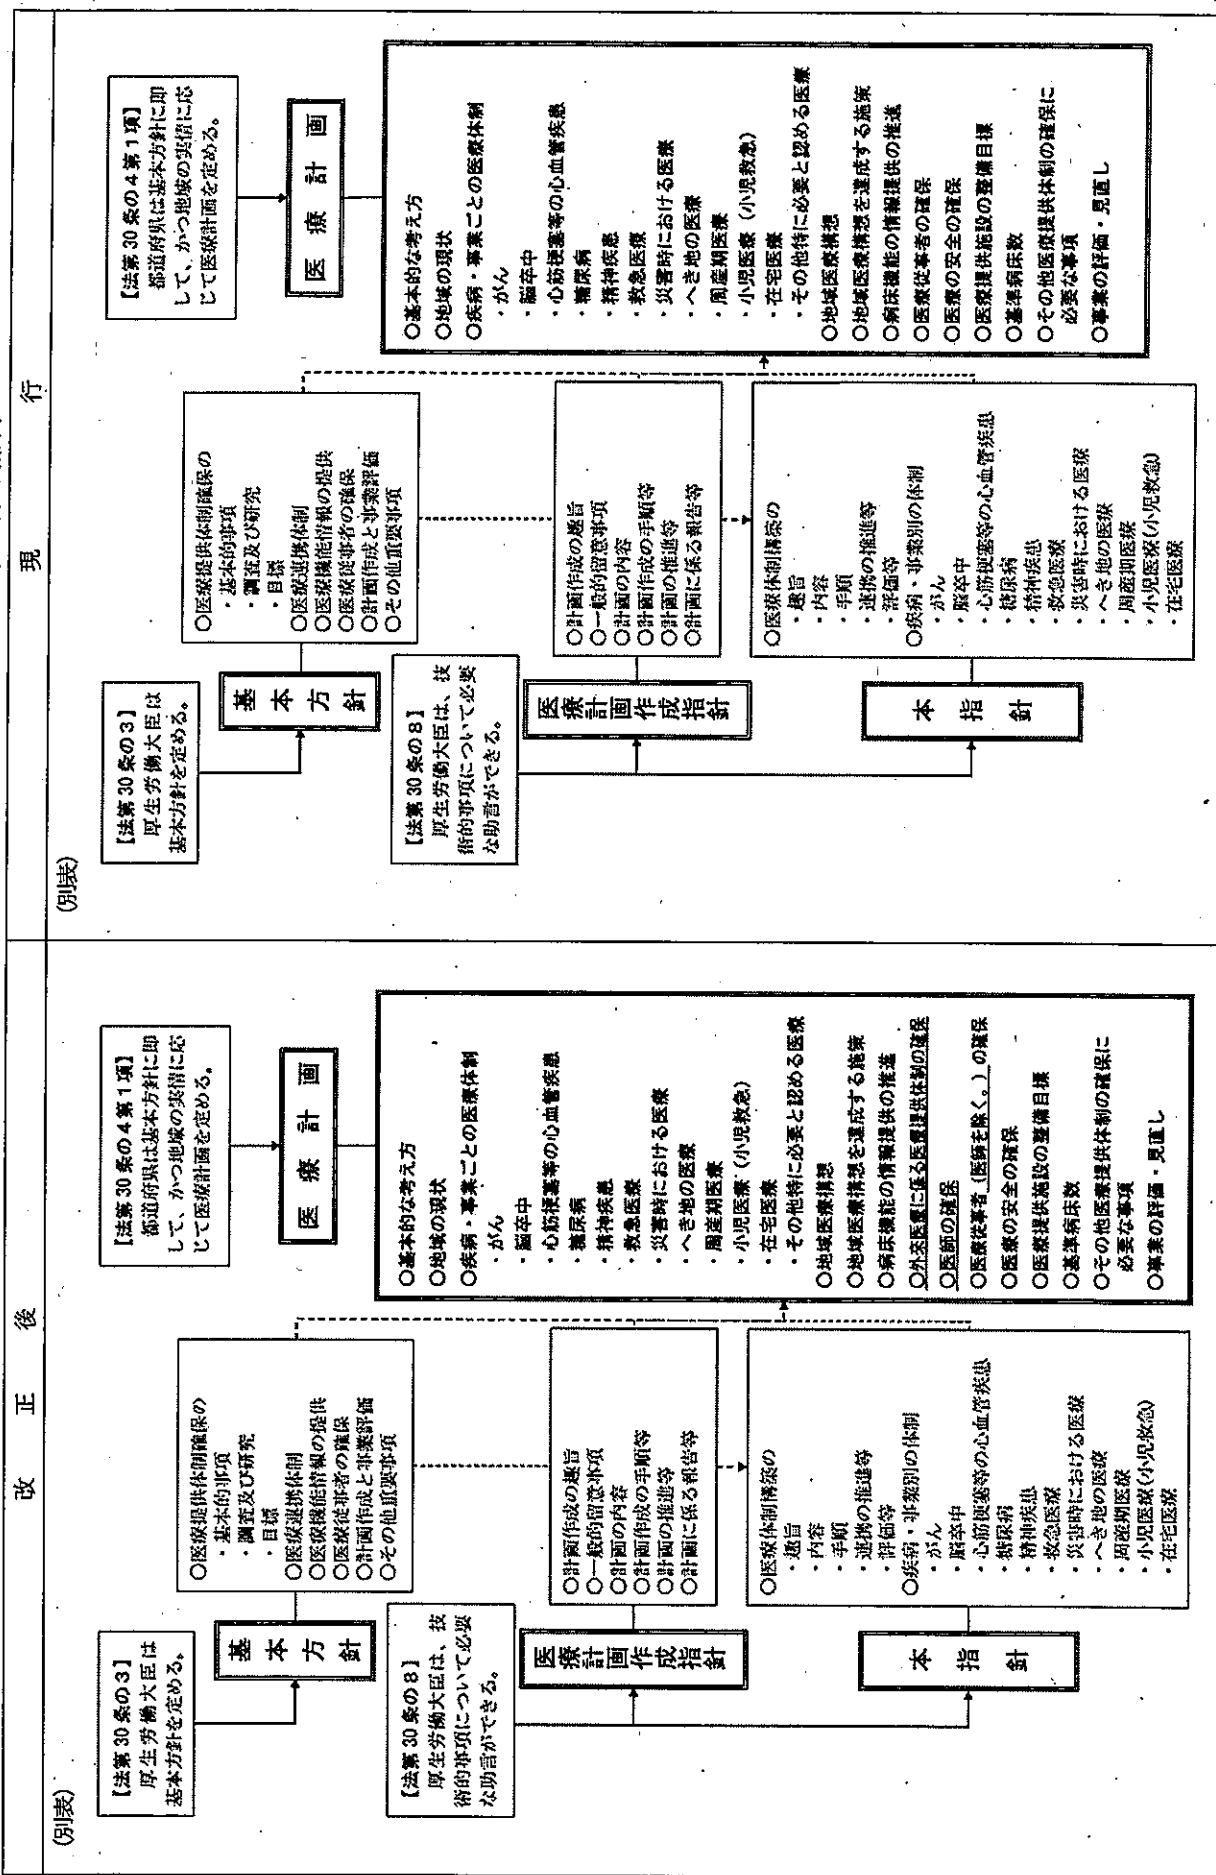 改正後
現行
(別表)
【法第30条の3】
厚生労働大臣は
基本方針を定める。
基本方針
○医療提供体制確保の
・基本的事項
・調査及び研究
・目標
○医療連携体制
○医療機能情報の提供
○医療従事者の確保
○計画作成と事業評価
○その他重要事項
【法第30条の8】
厚生労働大臣は、技
術的事項について必要
な助言ができる。
医療計画作成指針
○計画作成の趣旨
○一般的留意事項
○計画の内容
○計画作成の手順等
○計画の推進等
○計画に係る報告等
本指針
○医療体制構築の
・趣旨
・内容
・手順
・連携の推進等
・評価等
○疾病・事業別の体制
・がん
・脳卒中
・心筋梗塞等の心血管疾患
・糖尿病
・精神疾患
・救急医療
・災害時における医療
・へき地の医療
・周産期医療
・小児医療(小児救急)
・在宅医療
【法第30条の4第1項】
都道府県は基本方針に即
して、かつ地域の実情に応
じて医療計画を定める。
医療計画
○基本的な考え方
○地域の現状
○疾病・事業ごとの医療体制
・がん
・脳卒中
・心筋梗塞等の心血管疾患
・糖尿病
・精神疾患
・救急医療
・災害時における医療
・へき地の医療
・周産期医療
・小児医療(小児救急)
・在宅医療
・その他特に必要と認める医療
○地域医療構想
○地域医療構想を達成する施策
○病床機能の情報提供の推進
○外来医療に係る医療提供体制の確保
○医師の確保
○医療従事者(医師を除く。)の確保
○医療の安全の確保
○医療提供施設の整備目標
○基準病床数
○その他医療提供体制の確保に
必要な事項
○事業の評価・見直し
(別表)
【法第30条の3】
厚生労働大臣は
基本方針を定める。
基本方針
○医療提供体制確保の
・基本的事項
・調査及び研究
・目標
○医療連携体制
○医療機能情報の提供
○医療従事者の確保
○計画作成と事業評価
○その他重要事項
【法第30条の8】
厚生労働大臣は、技
術的事項について必要
な助言ができる。
医療計画作成指針
○計画作成の趣旨
○一般的留意事項
○計画の内容
○計画作成の手順等
○計画の推進等
○計画に係る報告等
本指針
○医療体制構築の
・趣旨
・内容
・手順
・連携の推進等
・評価等
○疾病・事業別の体制
・がん
・脳卒中
・心筋梗塞等の心血管疾患
・糖尿病
・精神疾患
・救急医療
・災害時における医療
・へき地の医療
・周産期医療
・小児医療(小児救急)
・在宅医療
【法第30条の4第1項】
都道府県は基本方針に即
して、かつ地域の実情に応
じて医療計画を定める。
医療計画
○基本的な考え方
○地域の現状
○疾病・事業ごとの医療体制
・がん
・脳卒中
・心筋梗塞等の心血管疾患
・糖尿病
・精神疾患
・救急医療
・災害時における医療
・へき地の医療
・周産期医療
・小児医療(小児救急)
・在宅医療
・その他特に必要と認める医療
○地域医療構想
○地域医療構想を達成する施策
○病床機能の情報提供の推進
○医療従事者の確保
○医療の安全の確保
○医療提供施設の整備目標
○基準病床数
○その他医療提供体制の確保に
必要な事項
○事業の評価・見直し